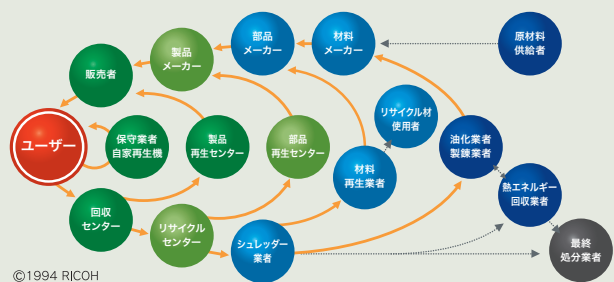 部品
メーカー
材料
メーカー
原材料
供給者
製品
メーカー
販売者
リサイクル材
使用者
ユーザー
保守業者
自家再生機
製品
再生センター
部品
再生センター
材料
再生業者
油化業者
製錬業者
熱エネルギー
回収業者
回収
センター
リサイクル
センター
シュレッダー
業者
最終
処分業者
©1994 RICOH